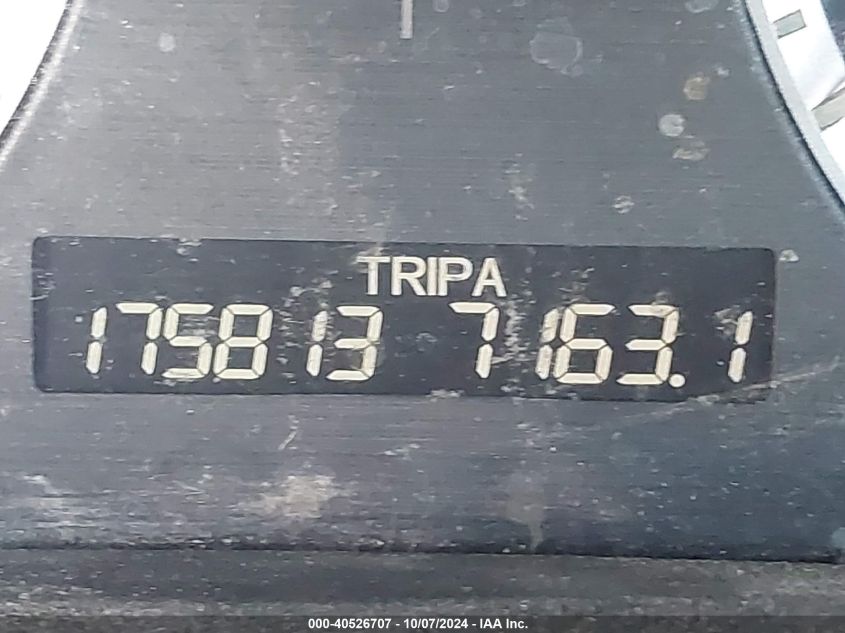 TRIPA
175813 7163.1
000-40526707 - 10/07/2024 - IAA Inc.